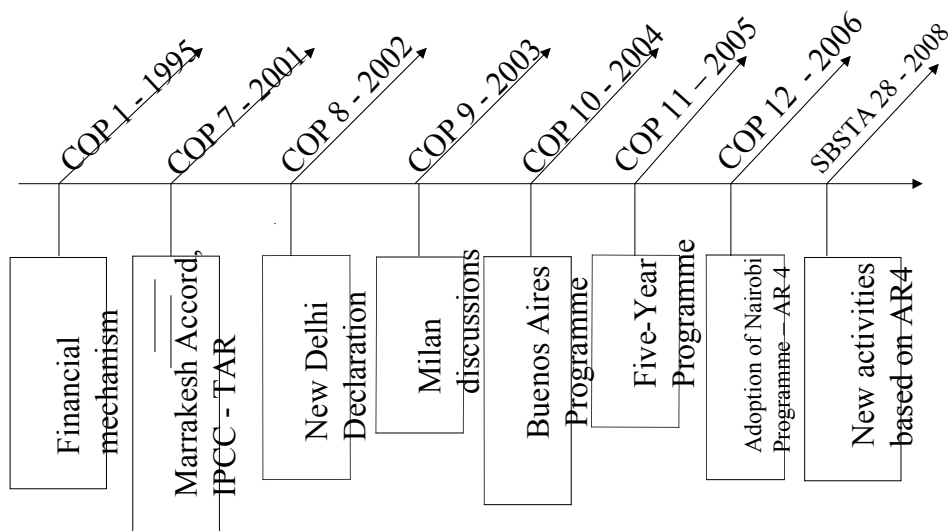 COP 1 - 1995
COP 7 - 2001
COP 8 - 2002
COP 9 - 2003
COP 10 - 2004
COP 11 – 2005
COP 12 - 2006
SBSTA 28 - 2008
Financial
mechanism
Marrakesh Accord,
IPCC - TAR
New Delhi
Declaration
Milan
discussions
Buenos Aires
Programme
Five-Year
Programme
Adoption of Nairobi
Programme – AR 4
New activities
based on AR4